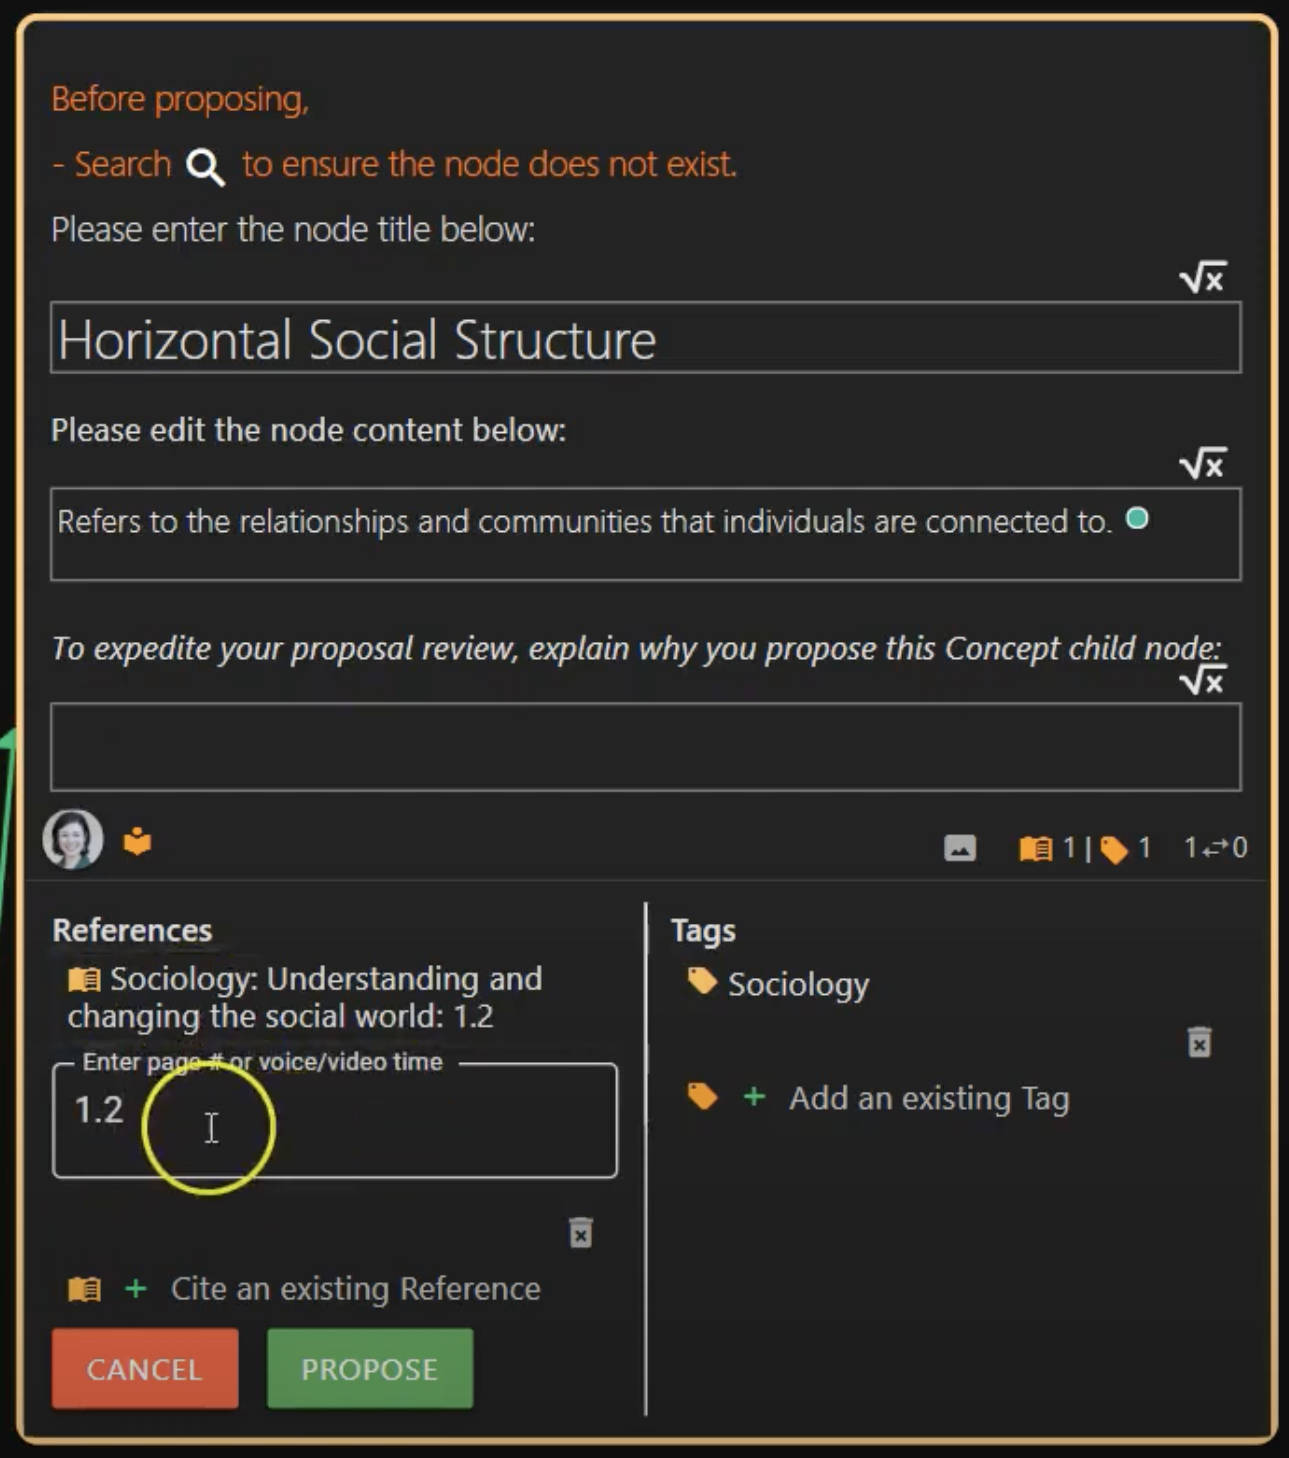 Before proposing,
- Search to ensure the node does not exist.
Please enter the node title below:
√x
Horizontal Social Structure
Please edit the node content below:
√x
Refers to the relationships and communities that individuals are connected to.
To expedite your proposal review, explain why you propose this Concept child node:
√x
1 | 1 1⇄0
References
Sociology: Understanding and
changing the social world: 1.2
Enter page # or voice/video time
1.2
Cite an existing Reference
CANCEL PROPOSE
Tags
Sociology
+ Add an existing Tag